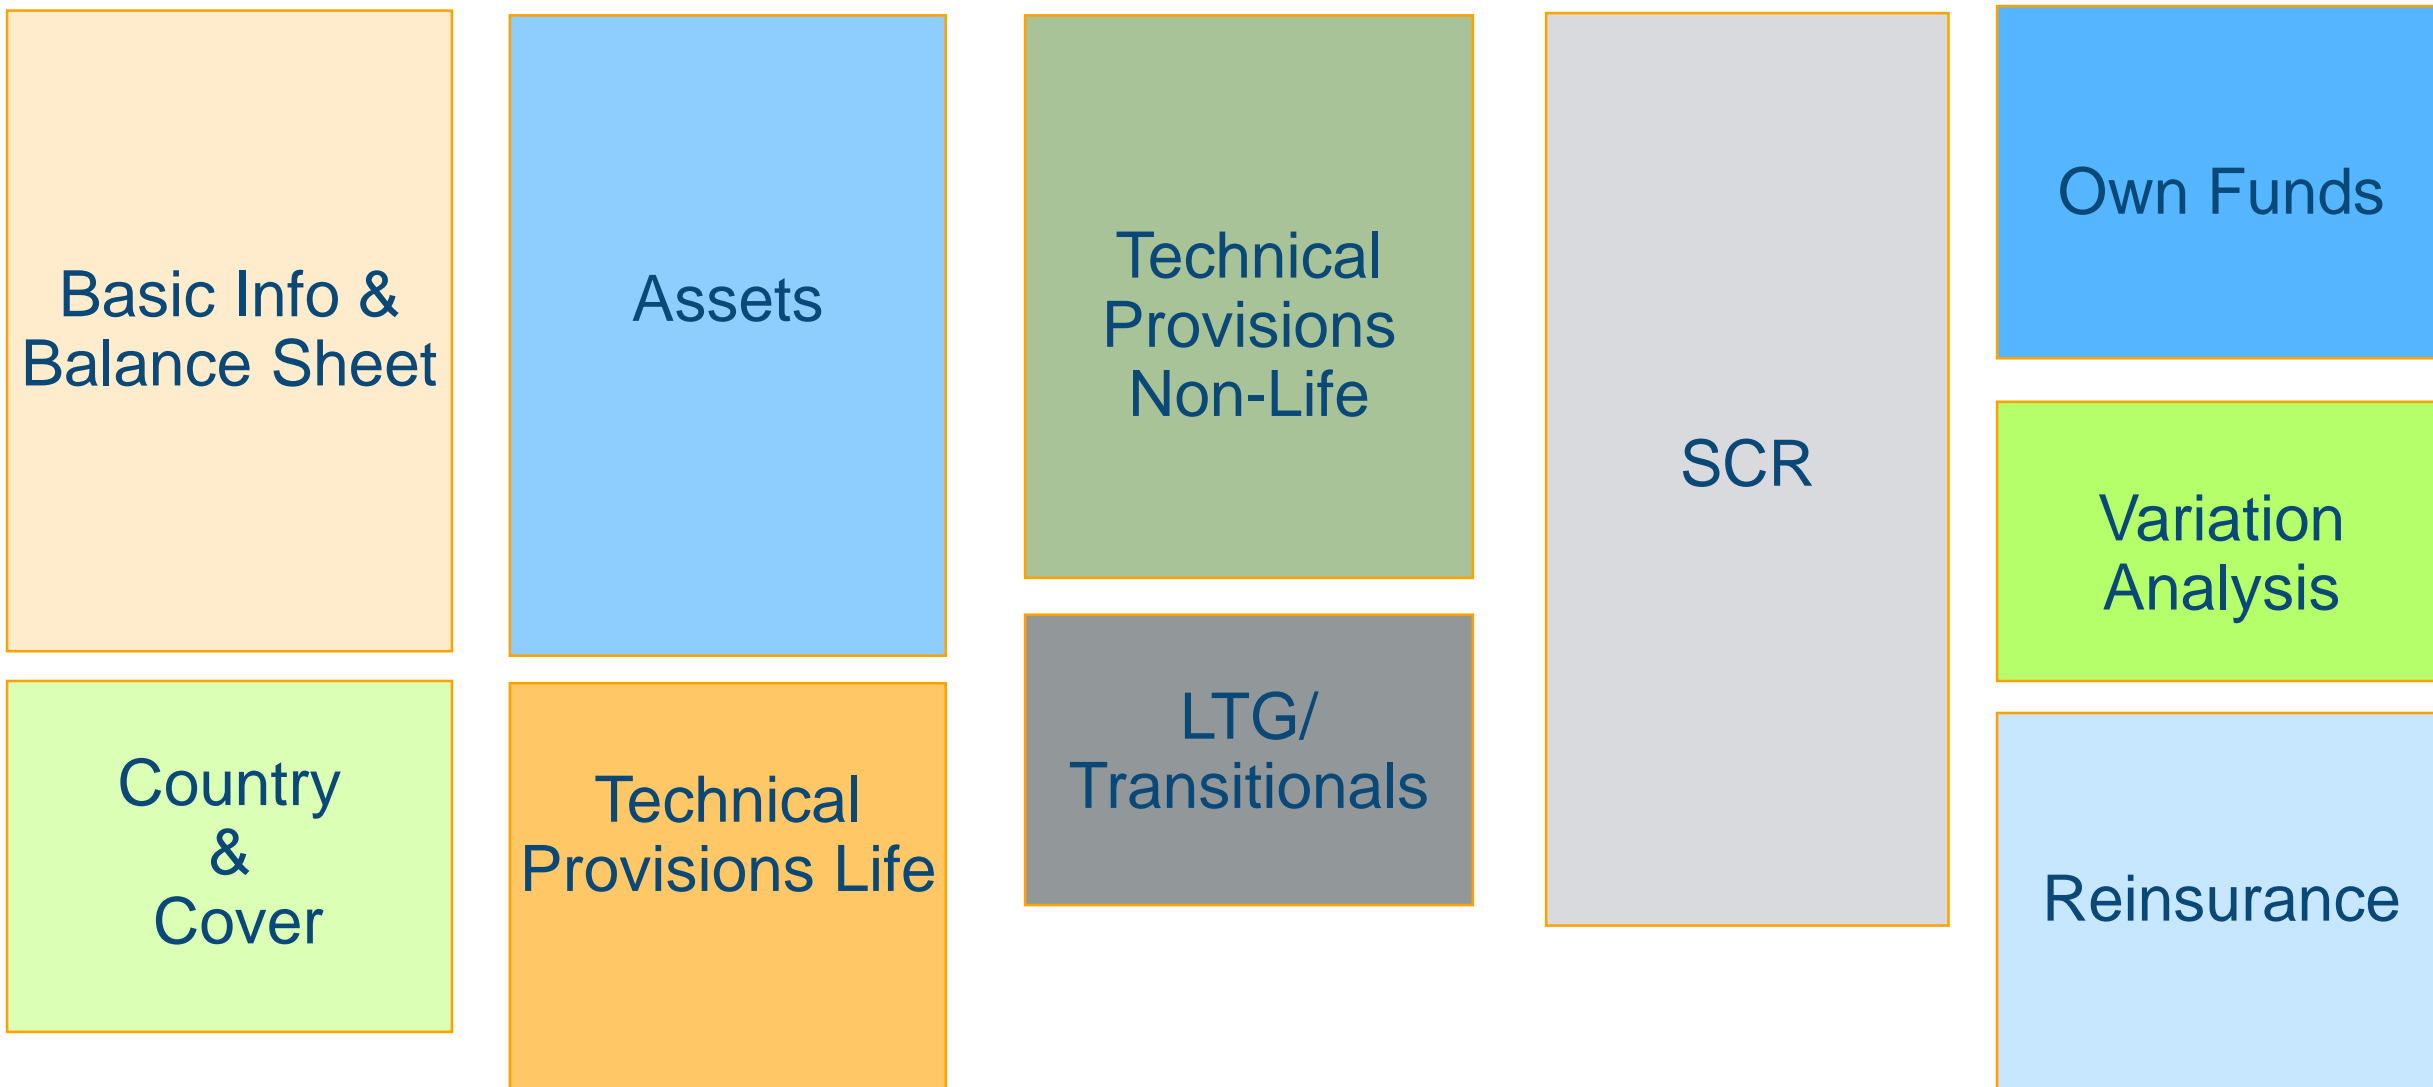 Basic Info &
Balance Sheet
Country
&
Cover
Assets
Technical
Provisions Life
Technical
Provisions
Non-Life
LTG/
Transitionals
SCR
Own Funds
Variation
Analysis
Reinsurance